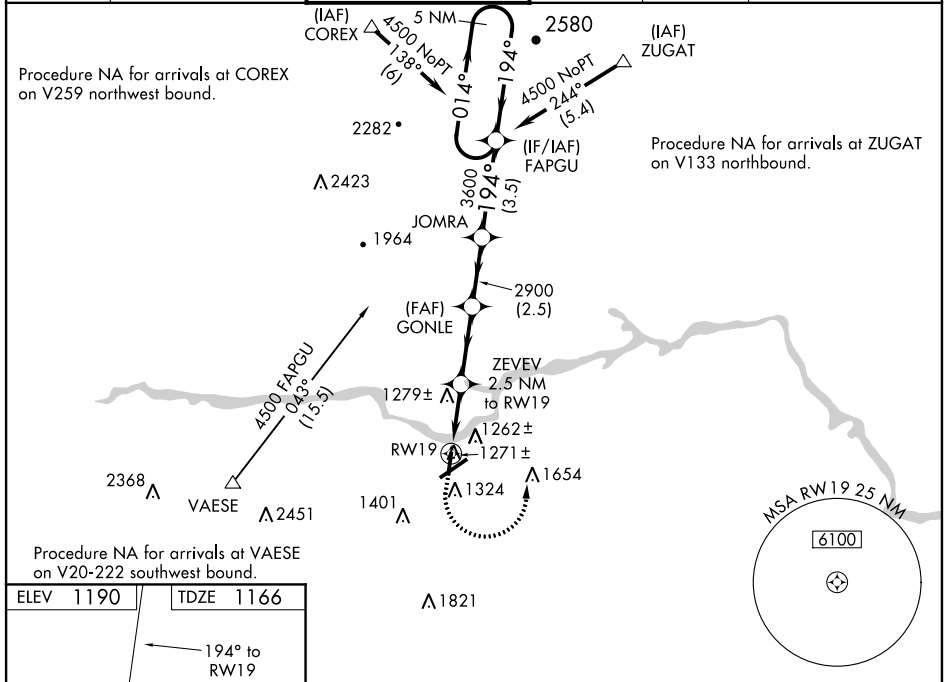 (IAF)
COREX
4500 NoPT
138°
(6)
5 NM
014°
194°
2580
(IAF)
ZUGAT
4500 NoPT
244°
(5.4)
Procedure NA for arrivals at COREX
on V259 northwest bound.
2282
(IF/IAF)
FAPGU
Procedure NA for arrivals at ZUGAT
on V133 northbound.
2423
3600
194°
(3.5)
JOMRA
1964
2900
(2.5)
(FAF)
GONLE
4500 FAPGU
043°
(15.5)
ZEVEV
2.5 NM
to RW19
1279±
1262±
RW19
1271±
1654
2368
VAESE
2451
1401
1324
MSA RW19 25 NM
6100
Procedure NA for arrivals at VAESE
on V20-222 southwest bound.
1821
ELEV 1190
TDZE 1166
194° to
RW19